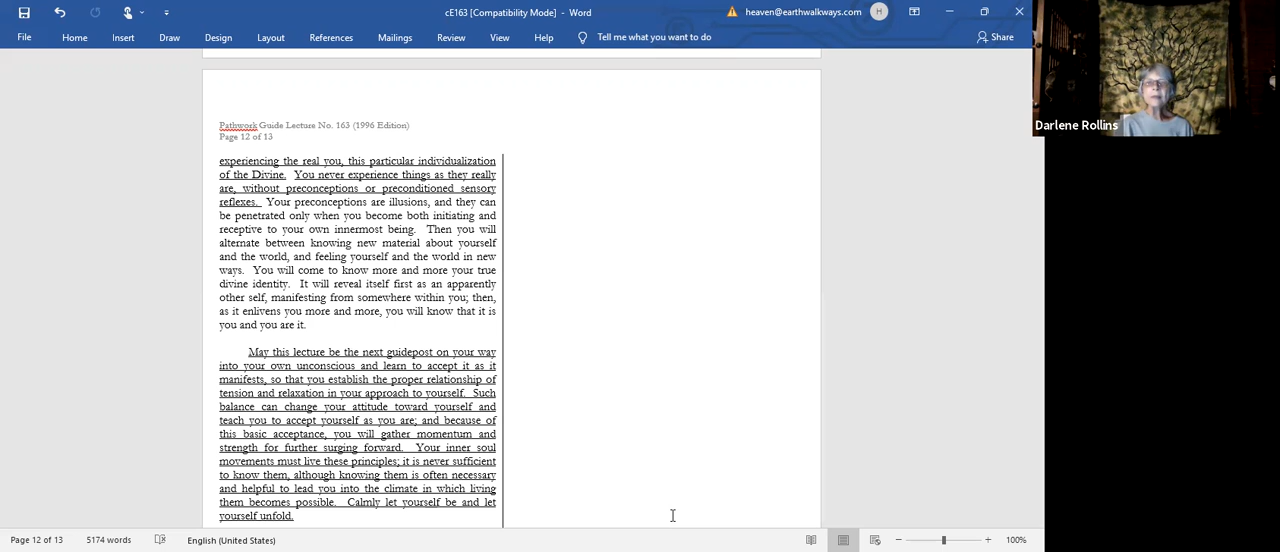 cE163 [Compatibility Mode] - Word
heaven@earthwalkways.com
H
File Home Insert Draw Design Layout References Mailings Review View Help Tell me what you want to do
Share
Pathwork Guide Lecture No. 163 (1996 Edition)
Page 12 of 13
experiencing the real you, this particular individualization
of the Divine. You never experience things as they really
are, without preconceptions or preconditioned sensory
reflexes. Your preconceptions are illusions, and they can
be penetrated only when you become both initiating and
receptive to your own innermost being. Then you will
alternate between knowing new material about yourself
and the world, and feeling yourself and the world in new
ways. You will come to know more and more your true
divine identity. It will reveal itself first as an apparently
other self, manifesting from somewhere within you; then,
as it enlivens you more and more, you will know that it is
you and you are it.
May this lecture be the next guidepost on your way
into your own unconscious and learn to accept it as it
manifests, so that you establish the proper relationship of
tension and relaxation in your approach to yourself. Such
balance can change your attitude toward yourself and
teach you to accept yourself as you are; and because of
this basic acceptance, you will gather momentum and
strength for further surging forward. Your inner soul
movements must live these principles; it is never sufficient
to know them, although knowing them is often necessary
and helpful to lead you into the climate in which living
them becomes possible. Calmly let yourself be and let
yourself unfold.
Darlene Rollins
Page 12 of 13 5174 words English (United States) 100%